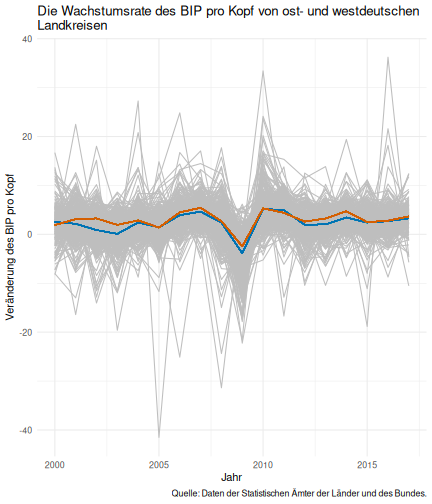 Die Wachstumsrate des BIP pro Kopf von ost- und westdeutschen
Landkreisen
40
20
0
-20
-40
Veränderung des BIP pro Kopf
2000
2005
2010
2015
Jahr
Quelle: Daten der Statistischen Ämter der Länder und des Bundes.